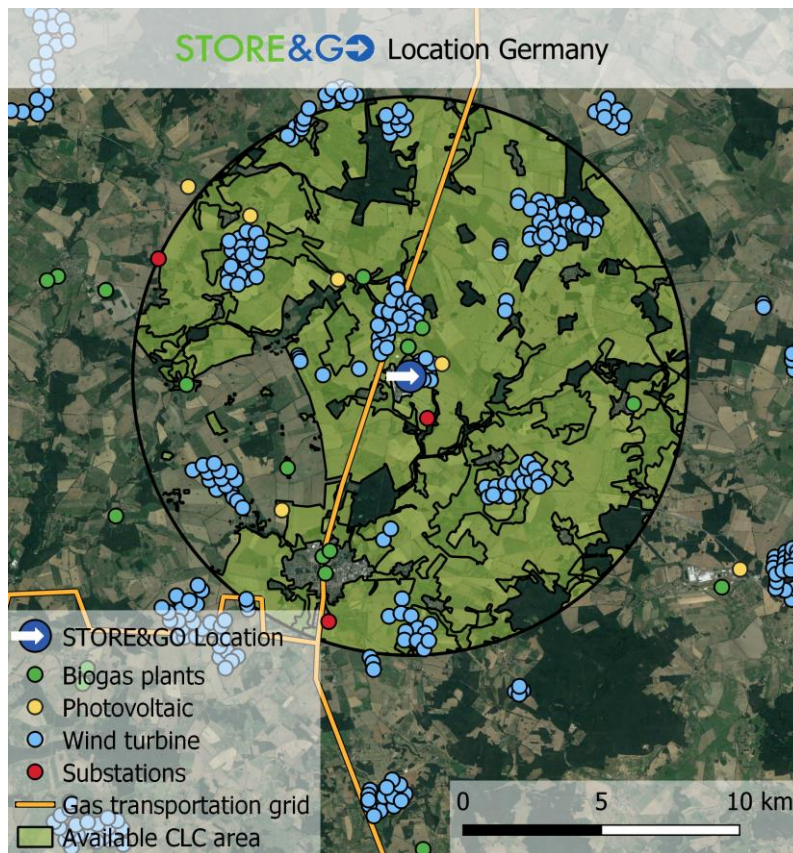 STORE&GO Location Germany
STORE&GO Location
Biogas plants
Photovoltaic
Wind turbine
Substations
Gas transportation grid
Available CLC area
0 5 10 km